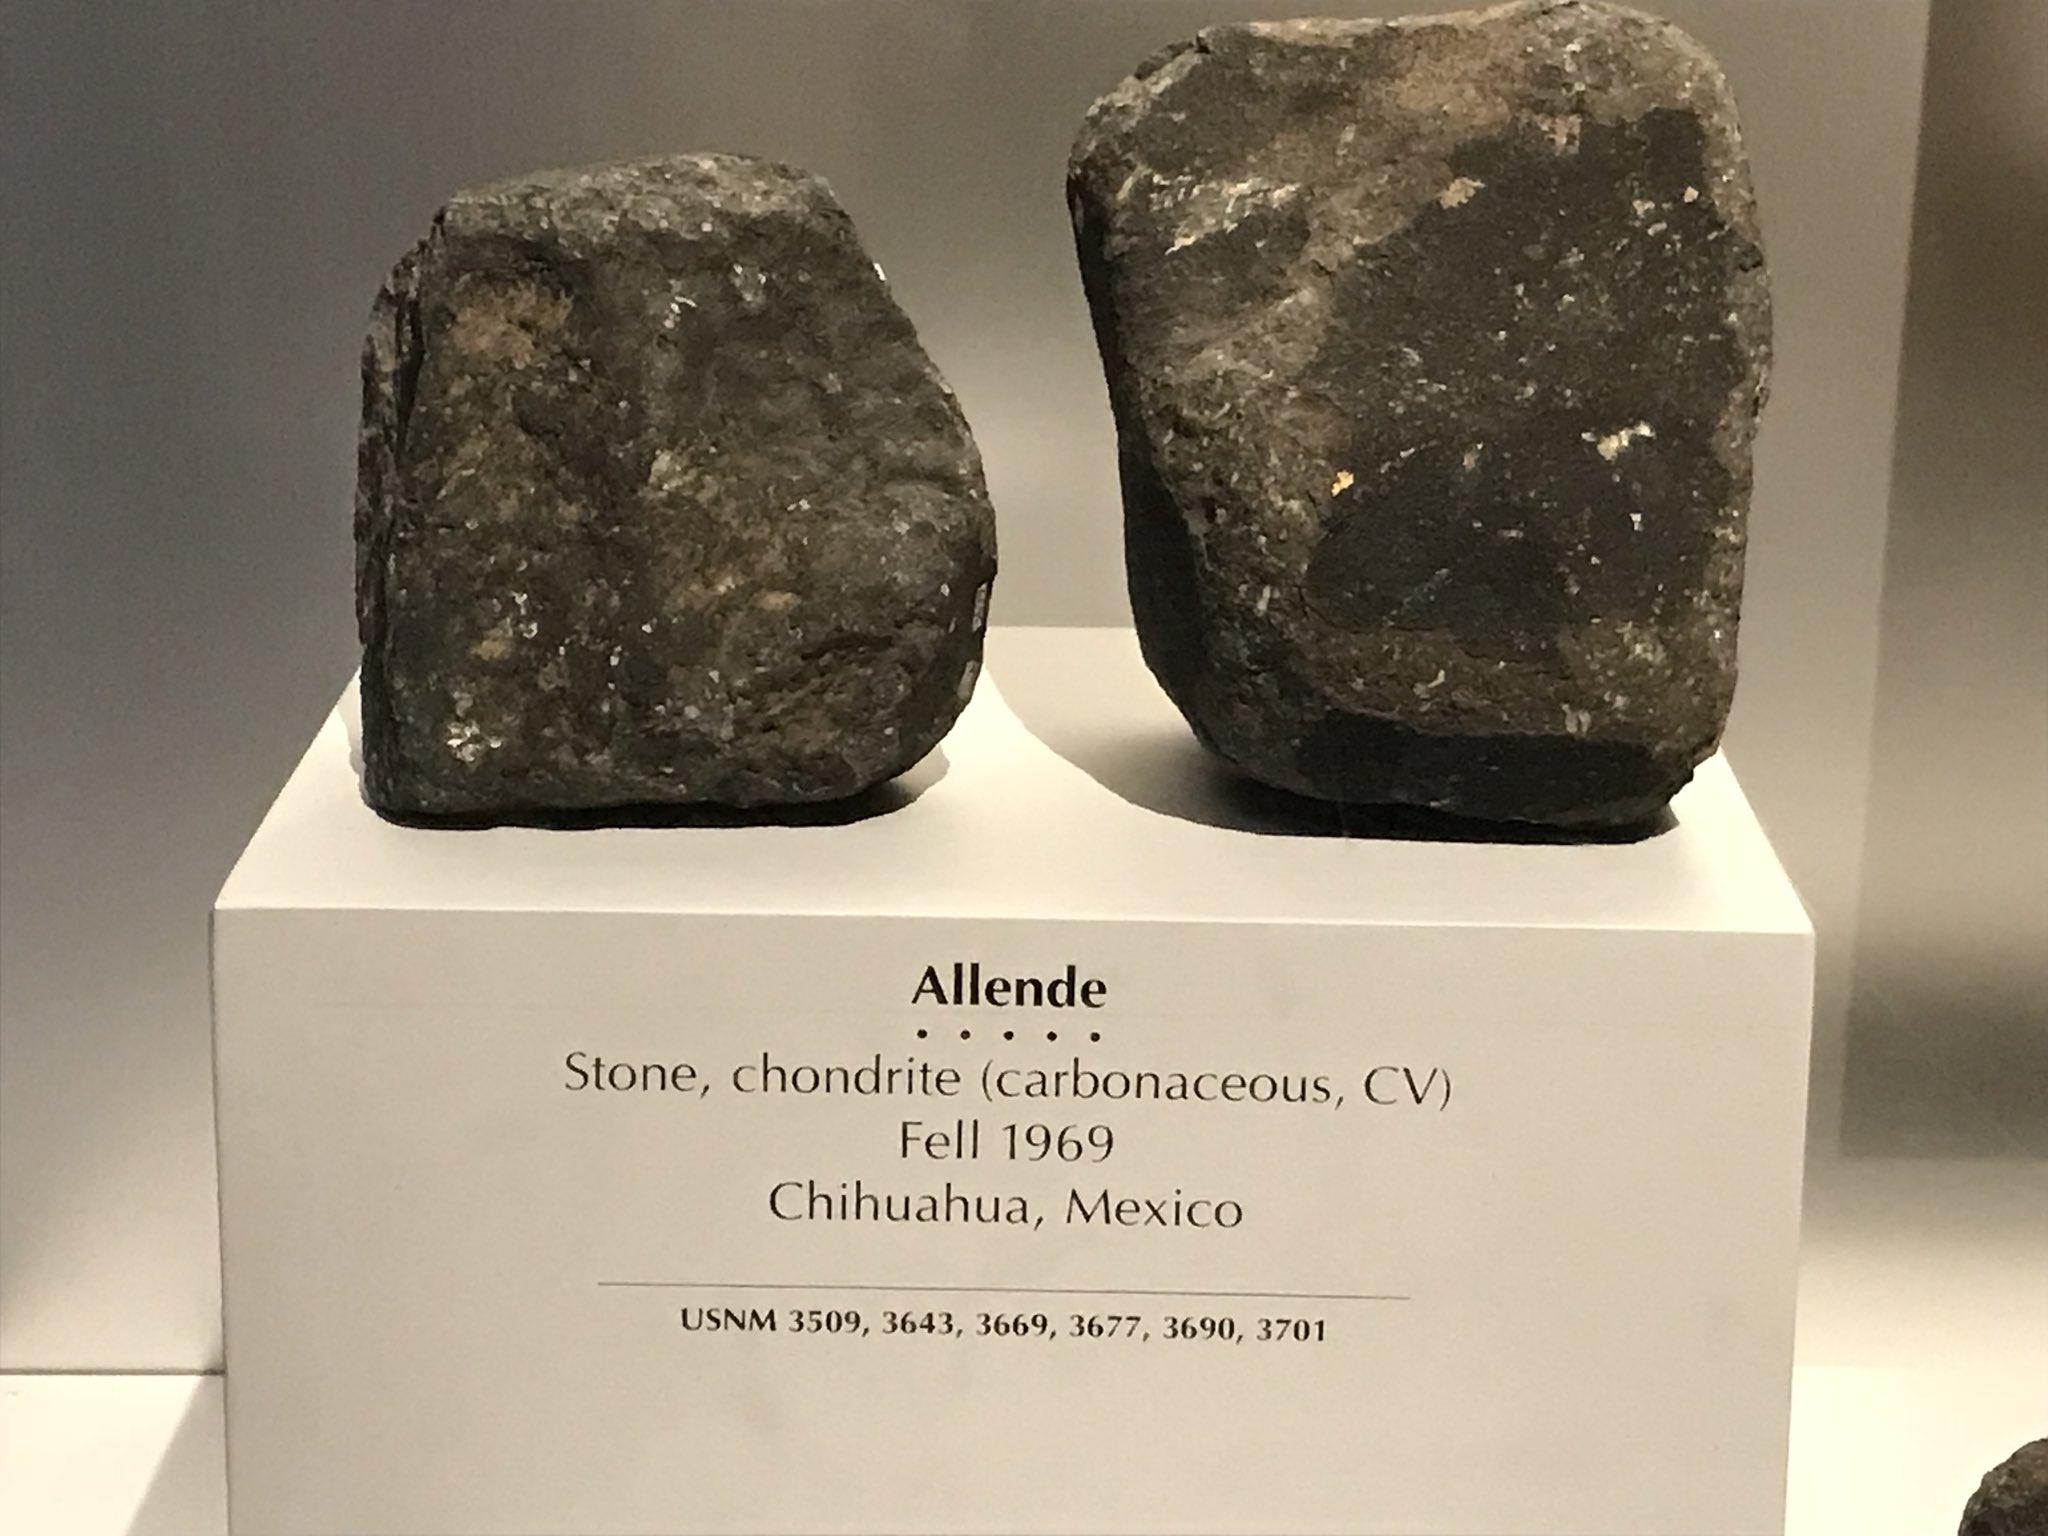 Allende
• • • • •
Stone, chondrite (carbonaceous, CV)
Fell 1969
Chihuahua, Mexico
USNM 3509, 3643, 3669, 3677, 3690, 3701